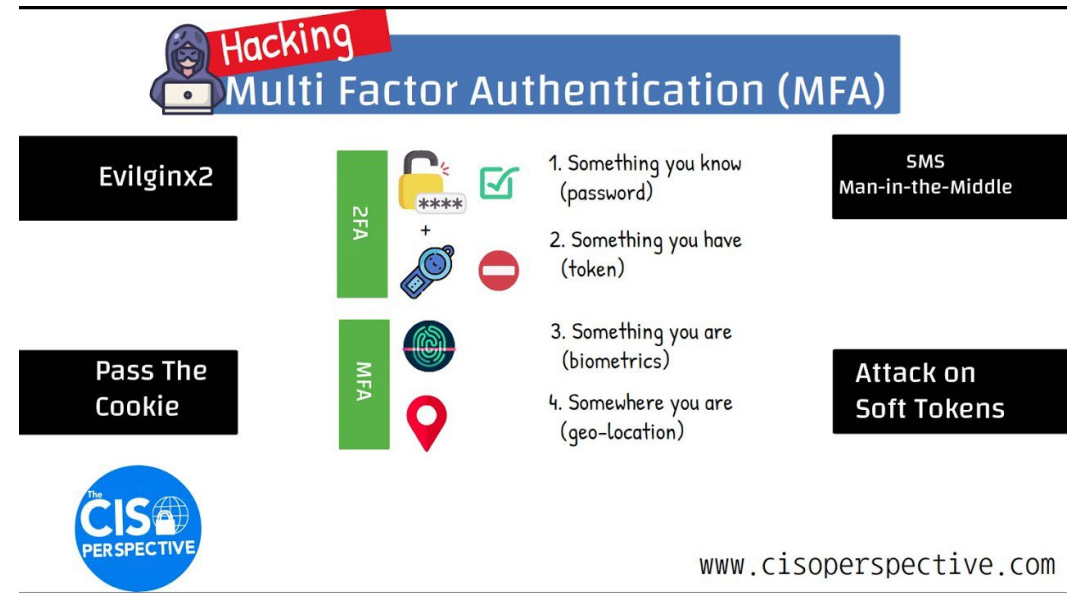 Hacking
Multi Factor Authentication (MFA)
Evilginx2
2FA
****
+
1. Something you know
(password)
2. Something you have
(token)
SMS
Man-in-the-Middle
Pass The
Cookie
MFA
3. Something you are
(biometrics)
4. Somewhere you are
(geo-location)
Attack on
Soft Tokens
The
CISO
PERSPECTIVE
www.cisoperspective.com